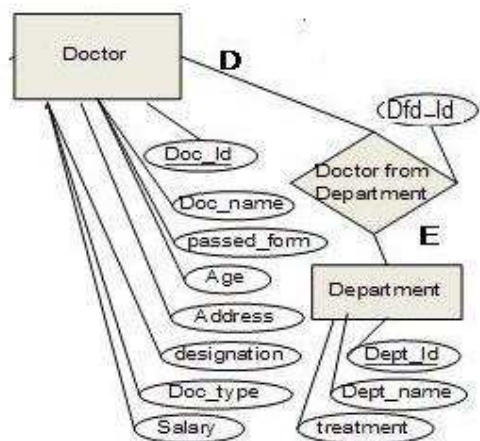 Doctor
D
Dfd_Id
Doctor from
Department
Doc_Id
Doc_name
passed_form
E
Age
Department
Address
designation
Dept_Id
Doc_type
Dept_name
Salary
treatment